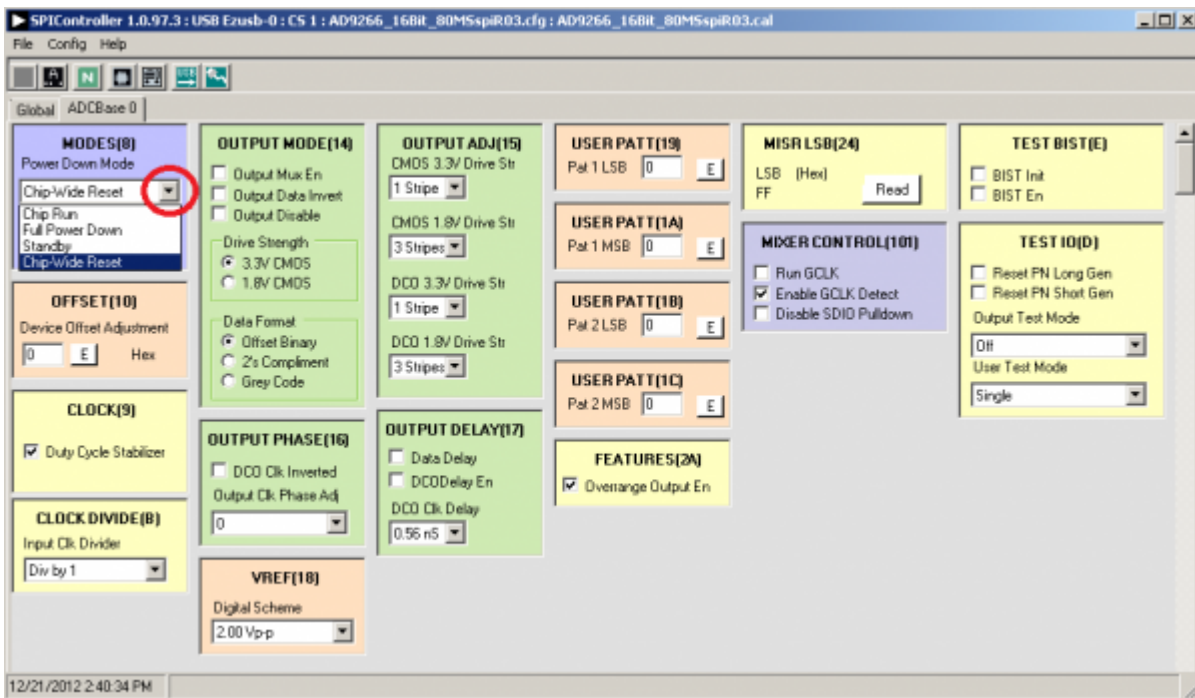 SPIController 1.0.97.3 : USB Ezusb-0 : CS 1 : AD9266_16Bit_80MSspiR03.cfg : AD9266_16Bit_80MSspiR03.cal
File Config Help
Global ADCBase 0
MODES(8)
Power Down Mode
Chip-Wide Reset
Chip Run
Full Power Down
Standby
Chip-Wide Reset
OFFSET(10)
Device Offset Adjustment
0 E Hex
CLOCK(9)
Duty Cycle Stabilizer
CLOCK DIVIDE(B)
Input Clk Divider
Div by 1
OUTPUT MODE(14)
Output Mux En
Output Data Invert
Output Disable
Drive Strength
3.3V CMOS
1.8V CMOS
Data Format
Offset Binary
2's Compliment
Grey Code
OUTPUT PHASE(16)
DCO Clk Inverted
Output Clk Phase Adj
0
VREF(18)
Digital Scheme
2.00 Vp-p
OUTPUT ADJ(15)
CMOS 3.3V Drive Str
1 Stripe
CMOS 1.8V Drive Str
3 Stripes
DCO 3.3V Drive Str
1 Stripe
DCO 1.8V Drive Str
3 Stripes
OUTPUT DELAY(17)
Data Delay
DCODelay En
DCO Clk Delay
0.56 nS
USER PATT(19)
Pat 1 LSB 0 E
USER PATT(1A)
Pat 1 MSB 0 E
USER PATT(1B)
Pat 2 LSB 0 E
USER PATT(1C)
Pat 2 MSB 0 E
FEATURES(2A)
Overrange Output En
MISR LSB(24)
LSB (Hex)
FF Read
MIXER CONTROL(101)
Run GCLK
Enable GCLK Detect
Disable SDIO Pulldown
TEST BIST(E)
BIST Init
BIST En
TEST IO(D)
Reset PN Long Gen
Reset PN Short Gen
Output Test Mode
Off
User Test Mode
Single
12/21/2012 2:40:34 PM